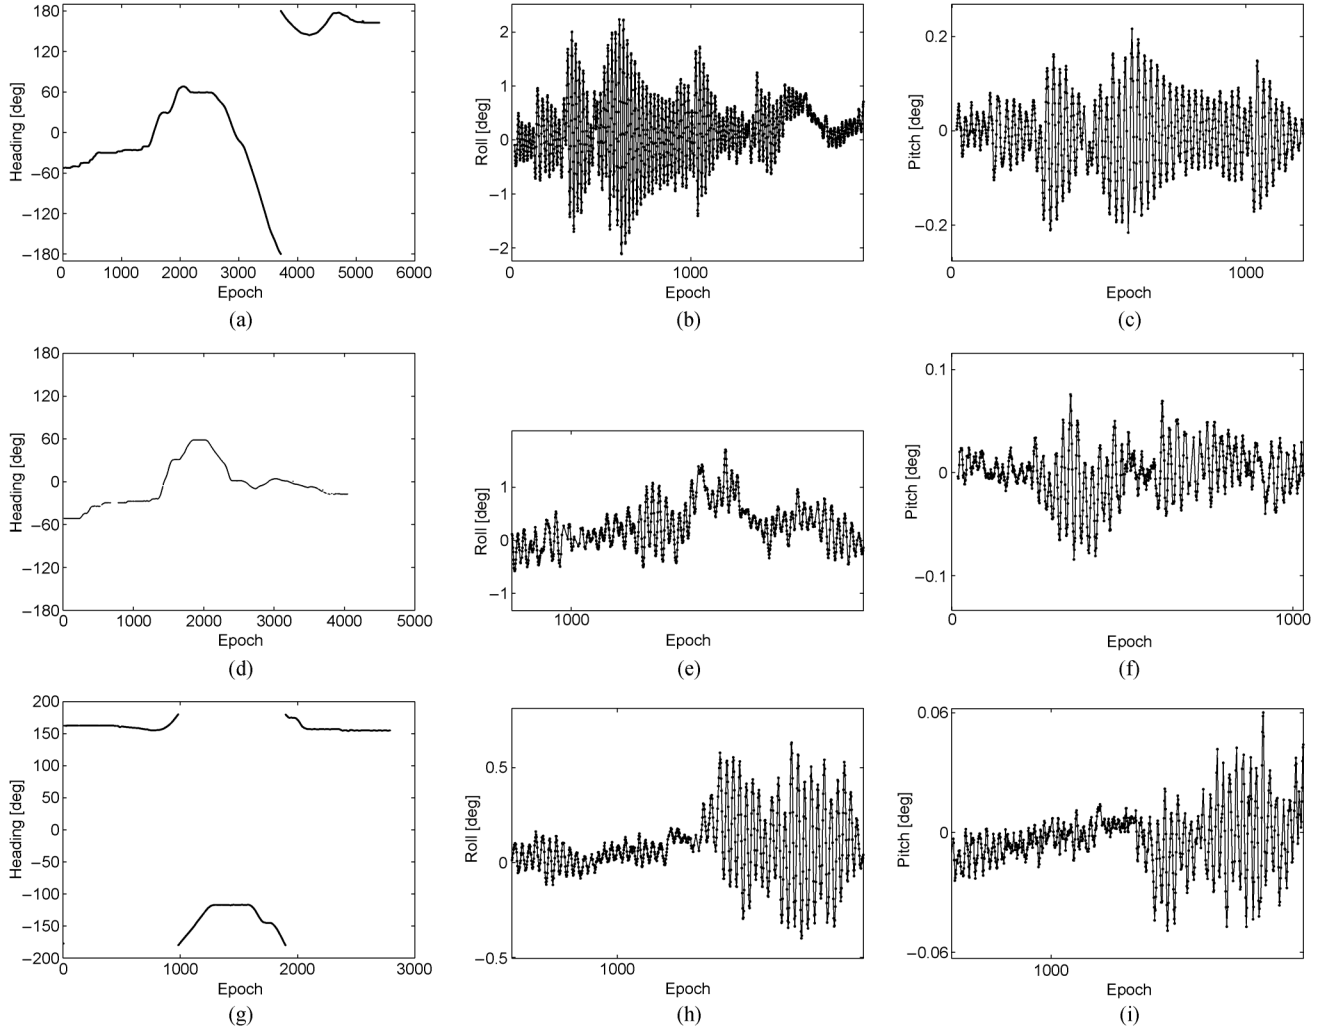 180
120
60
0
−60
−120
−180
Heading [deg]
0 1000 2000 3000 4000 5000 6000
Epoch
(a)
2
1
0
−1
−2
Roll [deg]
0 1000
Epoch
(b)
0.2
0
−0.2
Pitch [deg]
0 1000
Epoch
(c)
180
120
60
0
−60
−120
−180
Heading [deg]
0 1000 2000 3000 4000 5000
Epoch
(d)
1
0
−1
Roll [deg]
1000
Epoch
(e)
0.1
0
−0.1
Pitch [deg]
0 1000
Epoch
(f)
200
150
100
50
0
−50
−100
−150
−200
Heading [deg]
0 1000 2000 3000
Epoch
(g)
0.5
0
−0.5
Roll [deg]
1000
Epoch
(h)
0.06
0
−0.06
Pitch [deg]
1000
Epoch
(i)